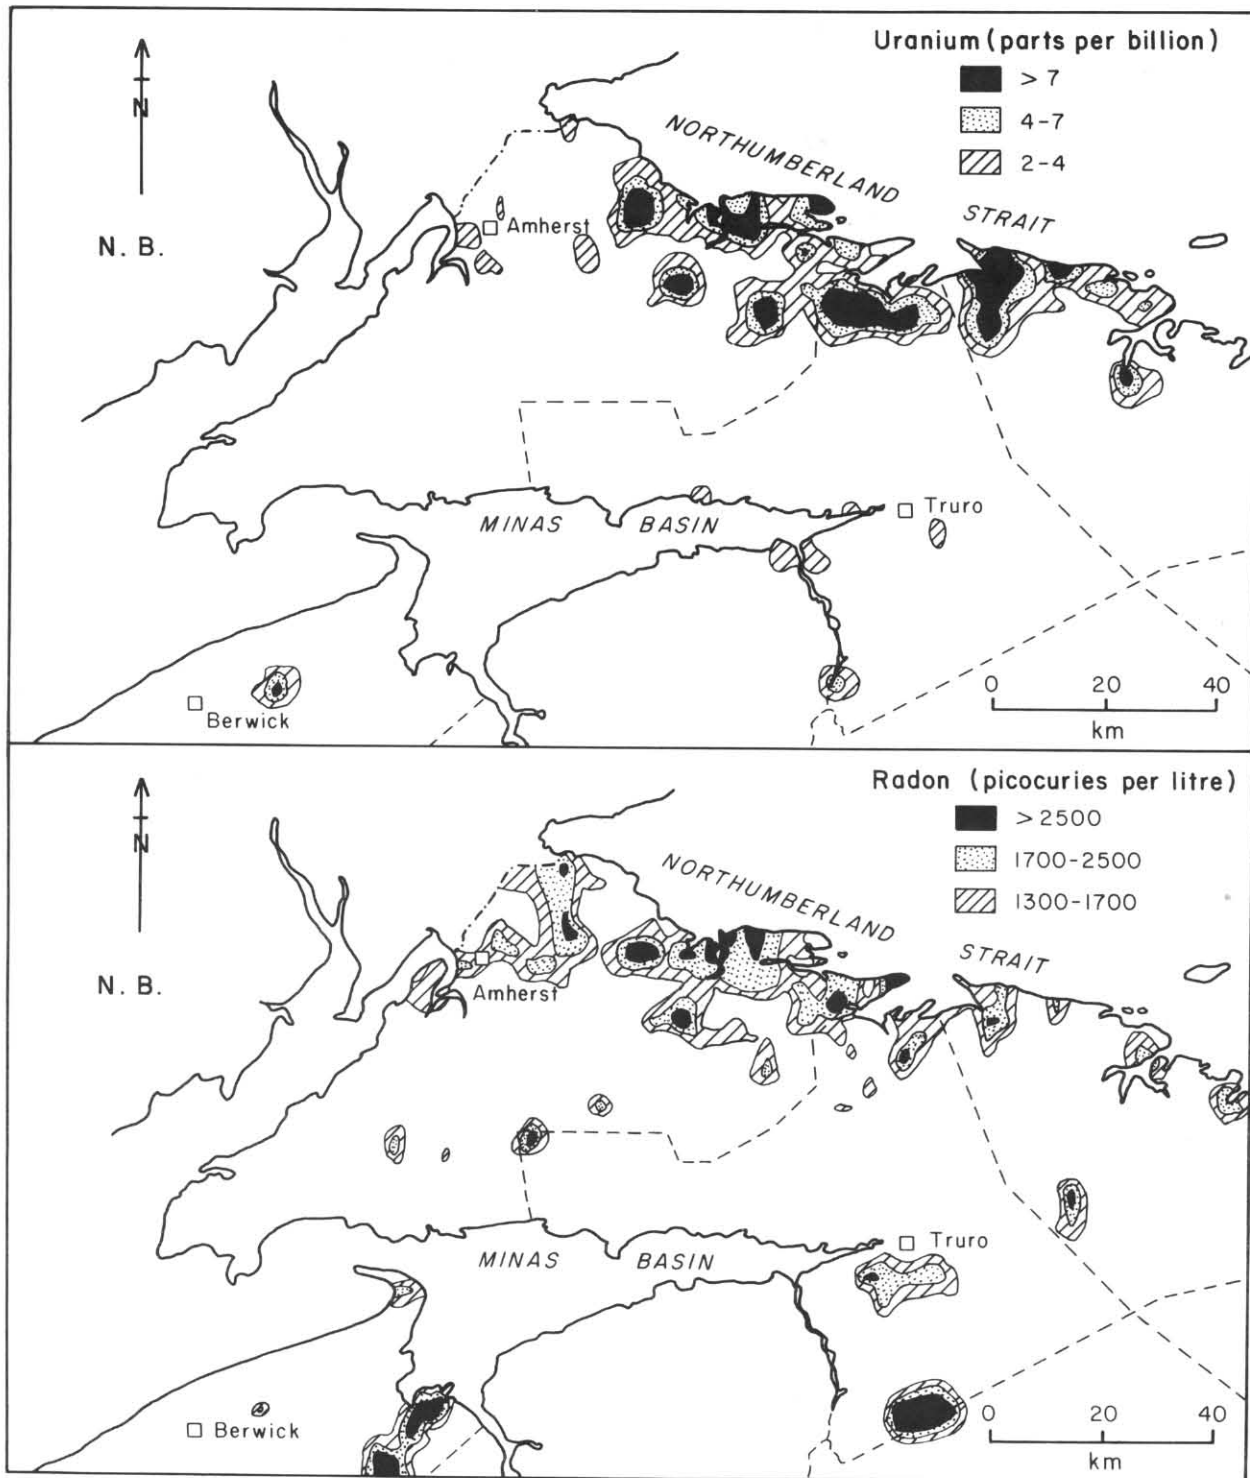 Uranium (parts per billion)
> 7
4-7
2-4
N
NORTHUMBERLAND
STRAIT
Amherst
N. B.
Truro
MINAS BASIN
Berwick
0 20 40
km
Radon (picocuries per litre)
> 2500
1700-2500
1300-1700
N
NORTHUMBERLAND
STRAIT
N. B.
Amherst
Truro
MINAS BASIN
Berwick
0 20 40
km